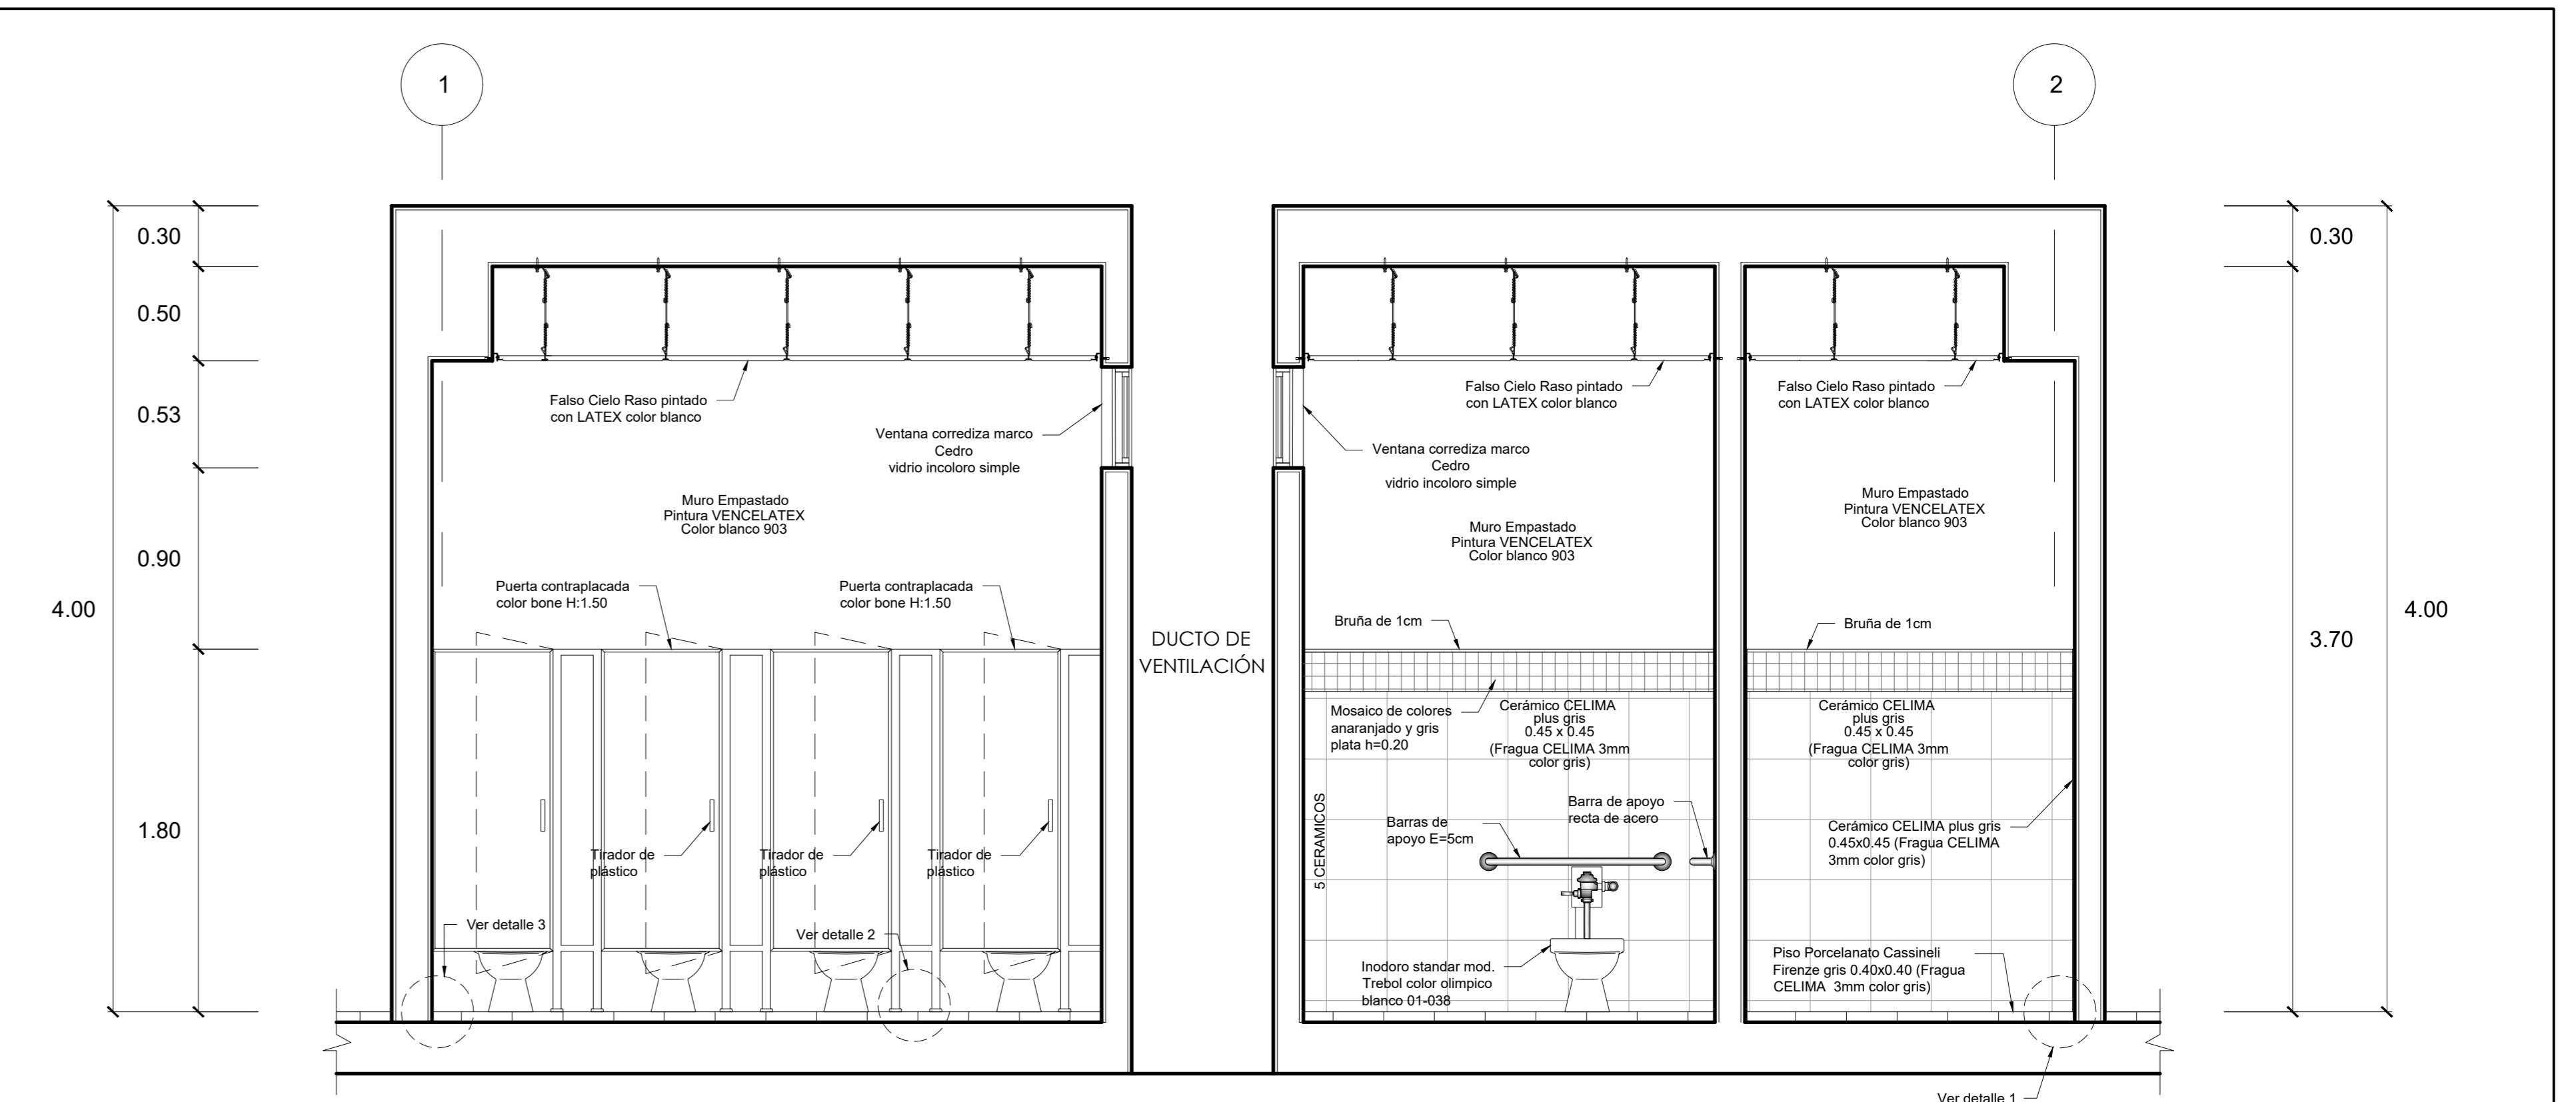 1
2
0.30
0.50
0.53
0.90
1.80
4.00
0.30
3.70
4.00
Falso Cielo Raso pintado
con LATEX color blanco
Ventana corrediza marco
Cedro
vidrio incoloro simple
Muro Empastado
Pintura VENCELATEX
Color blanco 903
Puerta contraplacada
color bone H:1.50
Puerta contraplacada
color bone H:1.50
Tirador de
plástico
Tirador de
plástico
Tirador de
plástico
Ver detalle 3
Ver detalle 2
DUCTO DE
VENTILACIÓN
Falso Cielo Raso pintado
con LATEX color blanco
Ventana corrediza marco
Cedro
vidrio incoloro simple
Muro Empastado
Pintura VENCELATEX
Color blanco 903
Bruña de 1cm
Mosaico de colores
anaranjado y gris
plata h=0.20
Cerámico CELIMA
plus gris
0.45 x 0.45
(Fragua CELIMA 3mm
color gris)
5 CERAMICOS
Barras de
apoyo E=5cm
Barra de apoyo
recta de acero
Inodoro standar mod.
Trebol color olimpico
blanco 01-038
Falso Cielo Raso pintado
con LATEX color blanco
Muro Empastado
Pintura VENCELATEX
Color blanco 903
Bruña de 1cm
Cerámico CELIMA
plus gris
0.45 x 0.45
(Fragua CELIMA 3mm
color gris)
Cerámico CELIMA plus gris
0.45x0.45 (Fragua CELIMA
3mm color gris)
Piso Porcelanato Cassineli
Firenze gris 0.40x0.40 (Fragua
CELIMA 3mm color gris)
Ver detalle 1